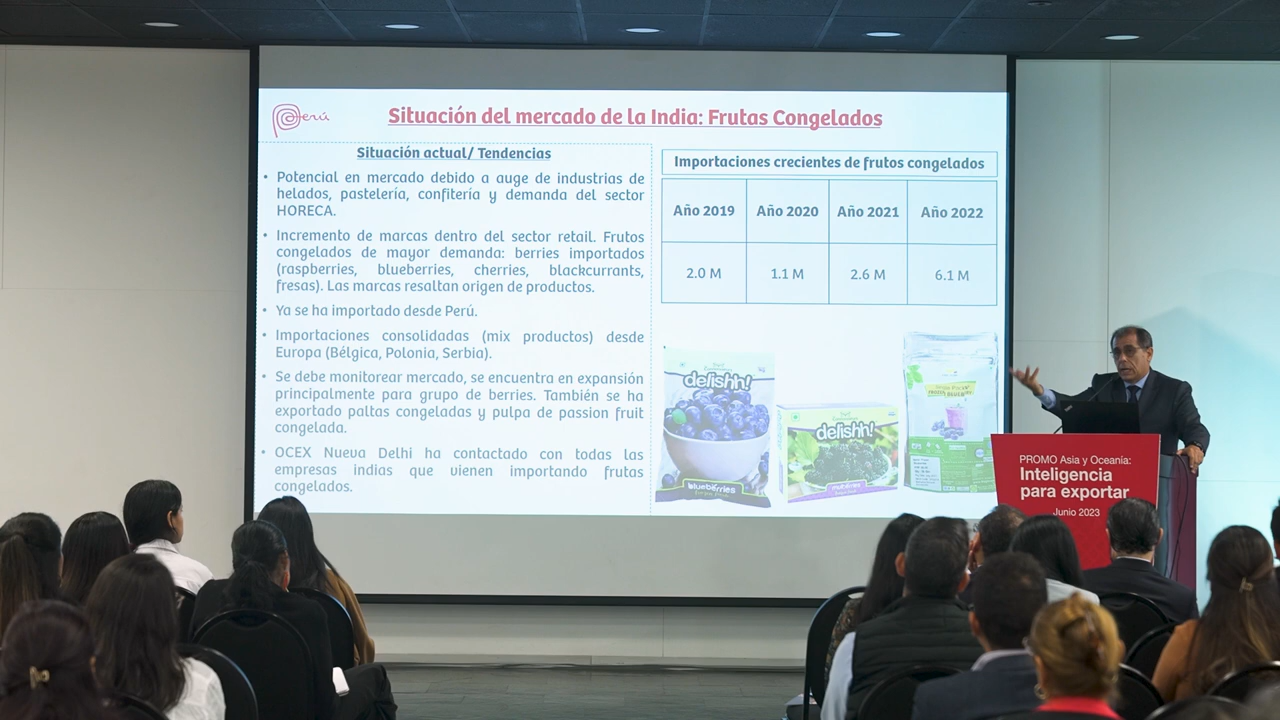 Perú
Situación del mercado de la India: Frutas Congelados
Situación actual/ Tendencias
• Potencial en mercado debido a auge de industrias de
helados, pastelería, confitería y demanda del sector
HORECA.
• Incremento de marcas dentro del sector retail. Frutos
congelados de mayor demanda: berries importados
(raspberries, blueberries, cherries, blackcurrants,
fresas). Las marcas resaltan origen de productos.
• Ya se ha importado desde Perú.
• Importaciones consolidadas (mix productos) desde
Europa (Bélgica, Polonia, Serbia).
• Se debe monitorear mercado, se encuentra en expansión
principalmente para grupo de berries. También se ha
exportado paltas congeladas y pulpa de passion fruit
congelada.
• OCEX Nueva Delhi ha contactado con todas las
empresas indias que vienen importando frutas
congelados.
Importaciones crecientes de frutos congelados
Año 2019 Año 2020 Año 2021 Año 2022
2.0 M 1.1 M 2.6 M 6.1 M
delishh!
blueberries
delishh!
PROMO Asia y Oceanía:
Inteligencia
para exportar
Junio 2023